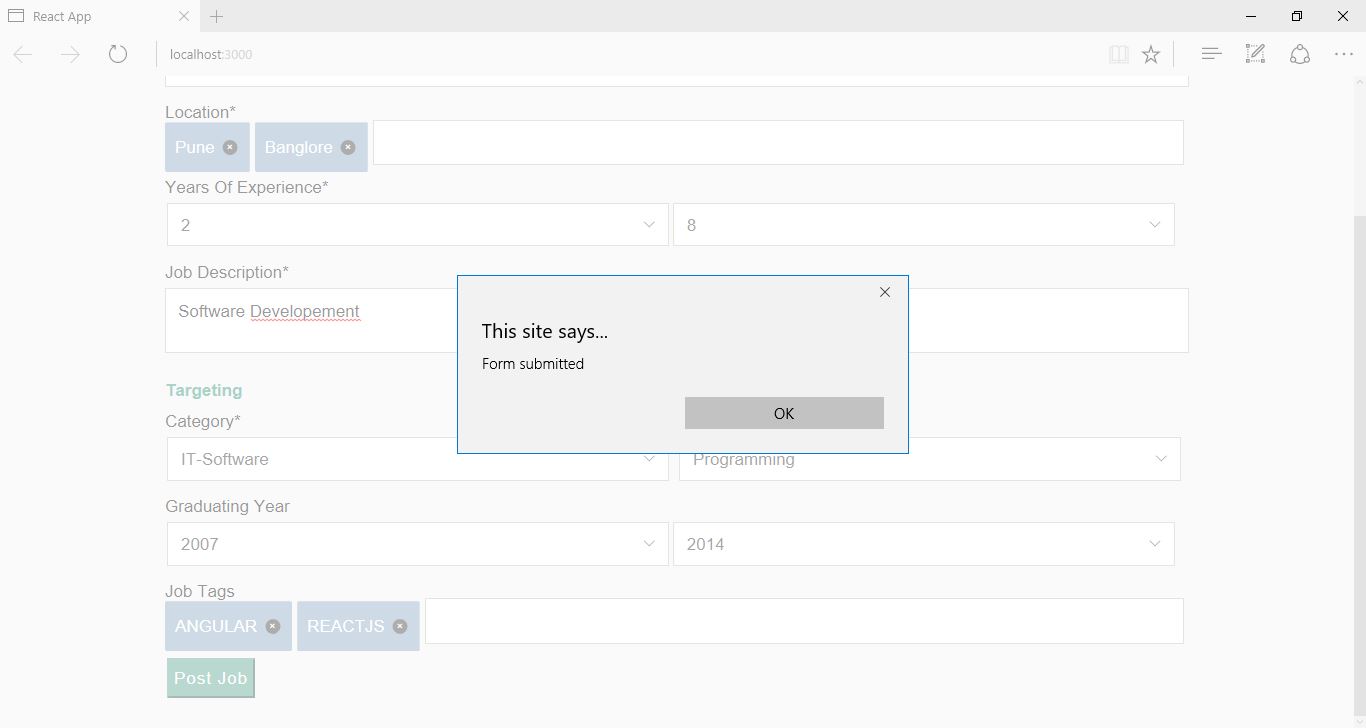 React App
localhost:3000
Location*
Pune Banglore
Years Of Experience*
2 8
Job Description*
Software Developement
This site says...
Form submitted
OK
Targeting
Category*
IT-Software Programming
Graduating Year
2007 2014
Job Tags
ANGULAR REACTJS
Post Job